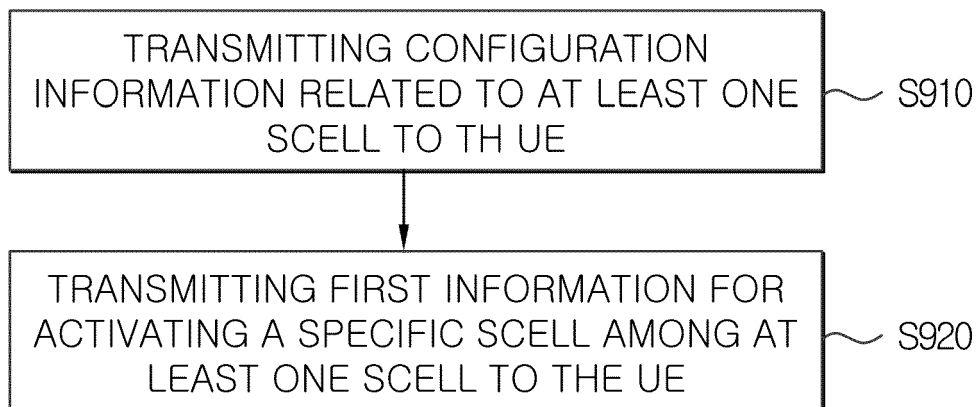 TRANSMITTING CONFIGURATION
INFORMATION RELATED TO AT LEAST ONE
SCELL TO TH UE
S910
TRANSMITTING FIRST INFORMATION FOR
ACTIVATING A SPECIFIC SCELL AMONG AT
LEAST ONE SCELL TO THE UE
S920